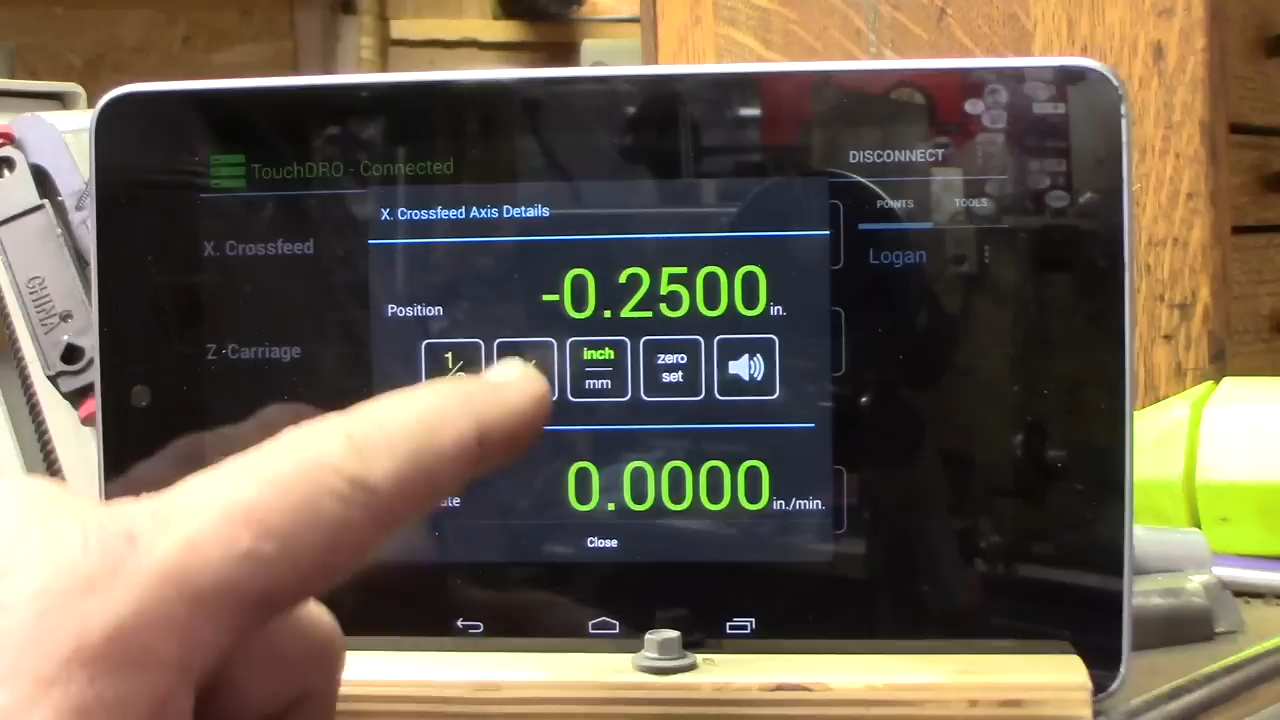 TouchDRO - Connected
DISCONNECT
X. Crossfeed Axis Details
POINTS TOOLS
X. Crossfeed
Logan
Position -0.2500 in.
Z -Carriage
inch
mm
zero
set
0.0000 in./min.
Close
CHINA